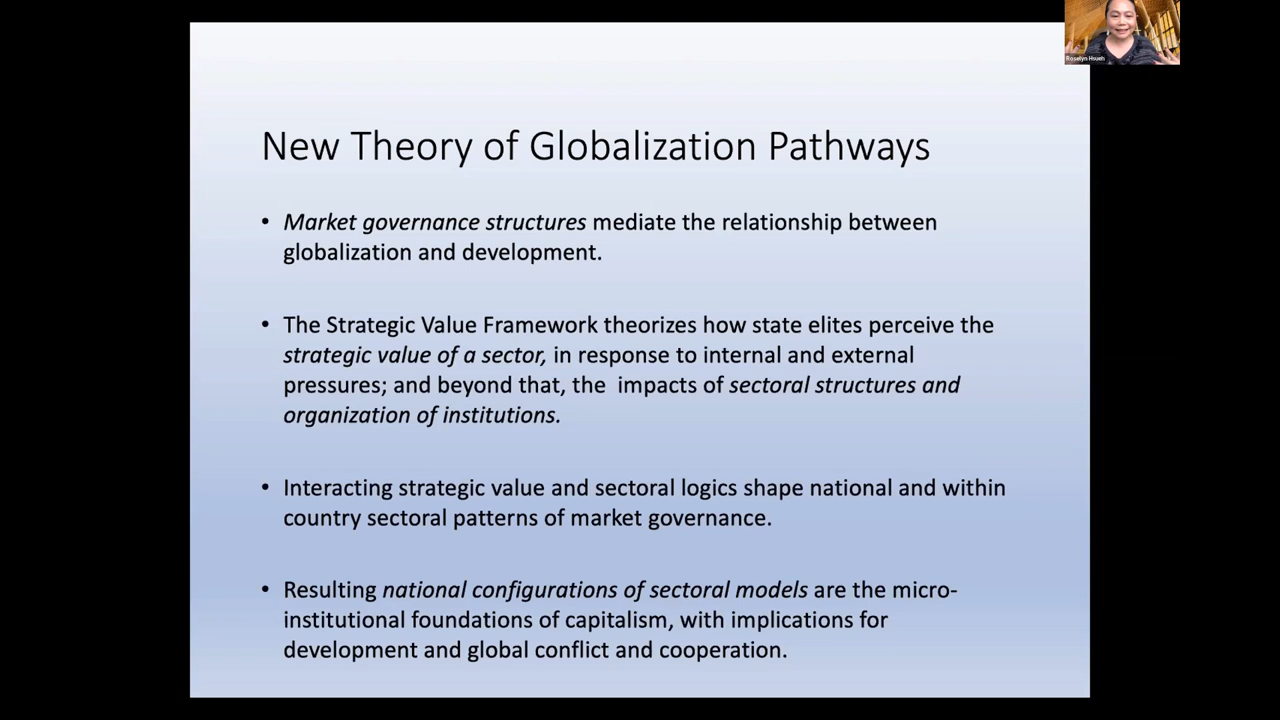 Roselyn Hsueh
New Theory of Globalization Pathways
• Market governance structures mediate the relationship between
globalization and development.
• The Strategic Value Framework theorizes how state elites perceive the
strategic value of a sector, in response to internal and external
pressures; and beyond that, the impacts of sectoral structures and
organization of institutions.
• Interacting strategic value and sectoral logics shape national and within
country sectoral patterns of market governance.
• Resulting national configurations of sectoral models are the micro-
institutional foundations of capitalism, with implications for
development and global conflict and cooperation.